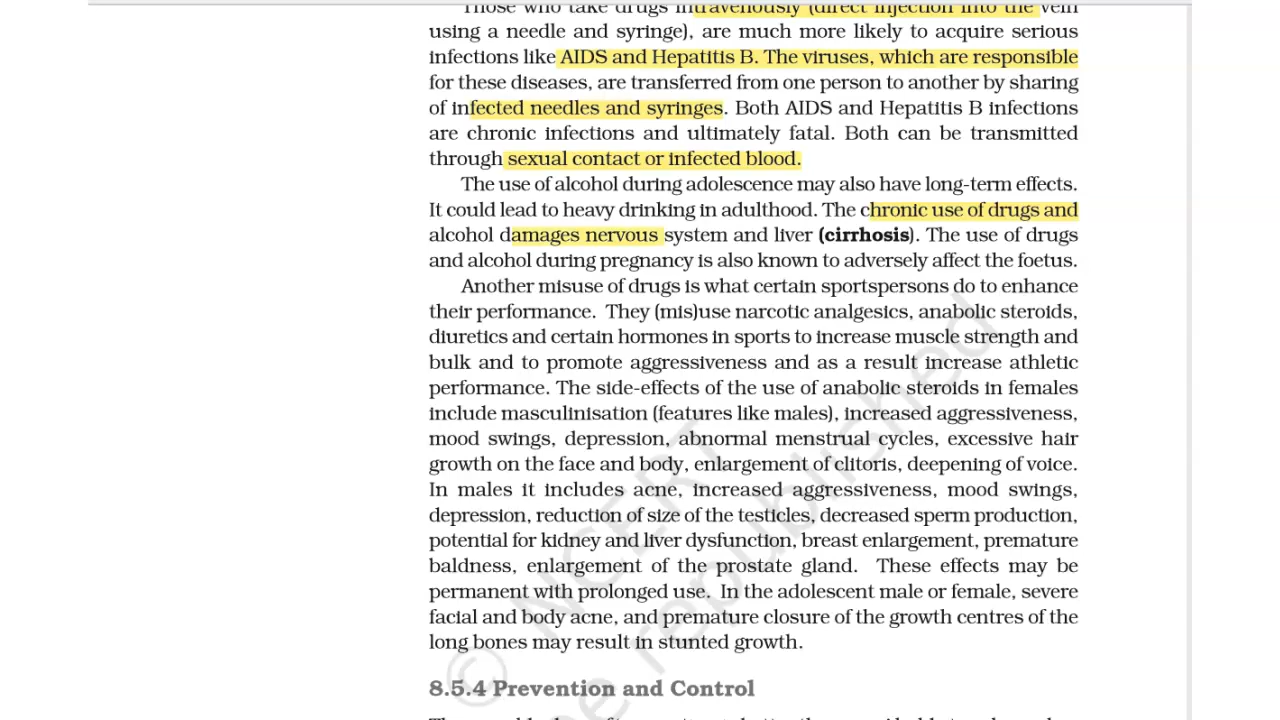 Those who take drugs intravenously (direct injection into the vein
using a needle and syringe), are much more likely to acquire serious
infections like AIDS and Hepatitis B. The viruses, which are responsible
for these diseases, are transferred from one person to another by sharing
of infected needles and syringes. Both AIDS and Hepatitis B infections
are chronic infections and ultimately fatal. Both can be transmitted
through sexual contact or infected blood.
The use of alcohol during adolescence may also have long-term effects.
It could lead to heavy drinking in adulthood. The chronic use of drugs and
alcohol damages nervous system and liver (cirrhosis). The use of drugs
and alcohol during pregnancy is also known to adversely affect the foetus.
Another misuse of drugs is what certain sportspersons do to enhance
their performance. They (mis)use narcotic analgesics, anabolic steroids,
diuretics and certain hormones in sports to increase muscle strength and
bulk and to promote aggressiveness and as a result increase athletic
performance. The side-effects of the use of anabolic steroids in females
include masculinisation (features like males), increased aggressiveness,
mood swings, depression, abnormal menstrual cycles, excessive hair
growth on the face and body, enlargement of clitoris, deepening of voice.
In males it includes acne, increased aggressiveness, mood swings,
depression, reduction of size of the testicles, decreased sperm production,
potential for kidney and liver dysfunction, breast enlargement, premature
baldness, enlargement of the prostate gland. These effects may be
permanent with prolonged use. In the adolescent male or female, severe
facial and body acne, and premature closure of the growth centres of the
long bones may result in stunted growth.
© NCERT
be republished
8.5.4 Prevention and Control